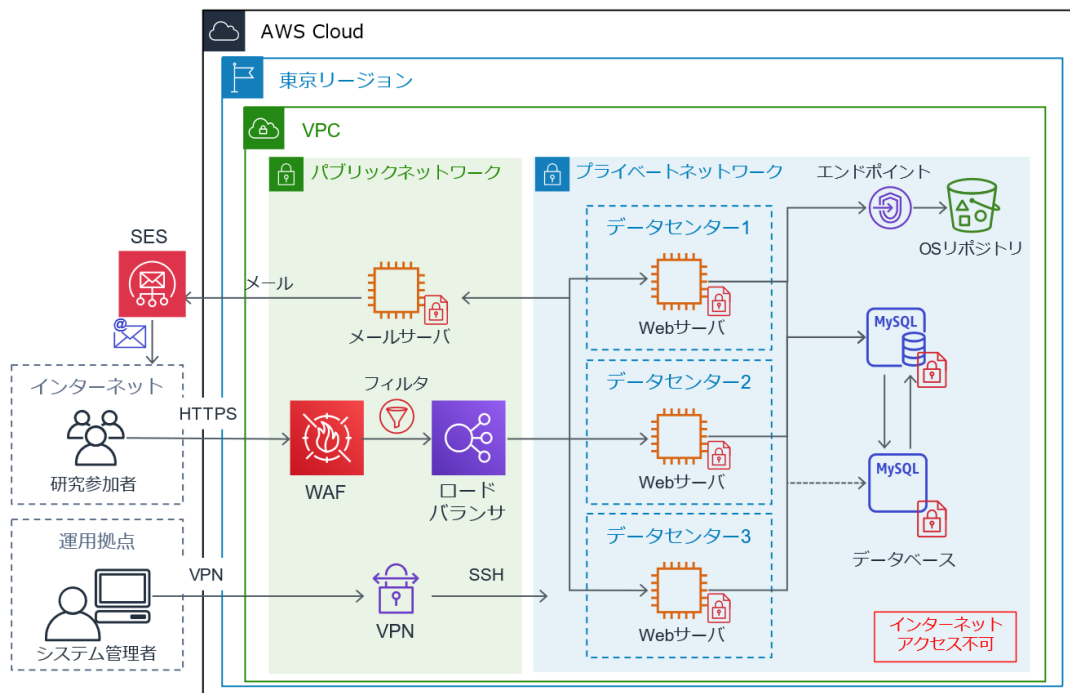 AWS Cloud
東京リージョン
VPC
パブリックネットワーク
プライベートネットワーク
エンドポイント
OSリポジトリ
データセンター1
Webサーバ
SES
メール
メールサーバ
@
MySQL
インターネット
HTTPS
研究参加者
フィルタ
WAF
ロード
バランサ
データセンター2
Webサーバ
MySQL
データベース
運用拠点
VPN
システム管理者
VPN
SSH
データセンター3
Webサーバ
インターネット
アクセス不可